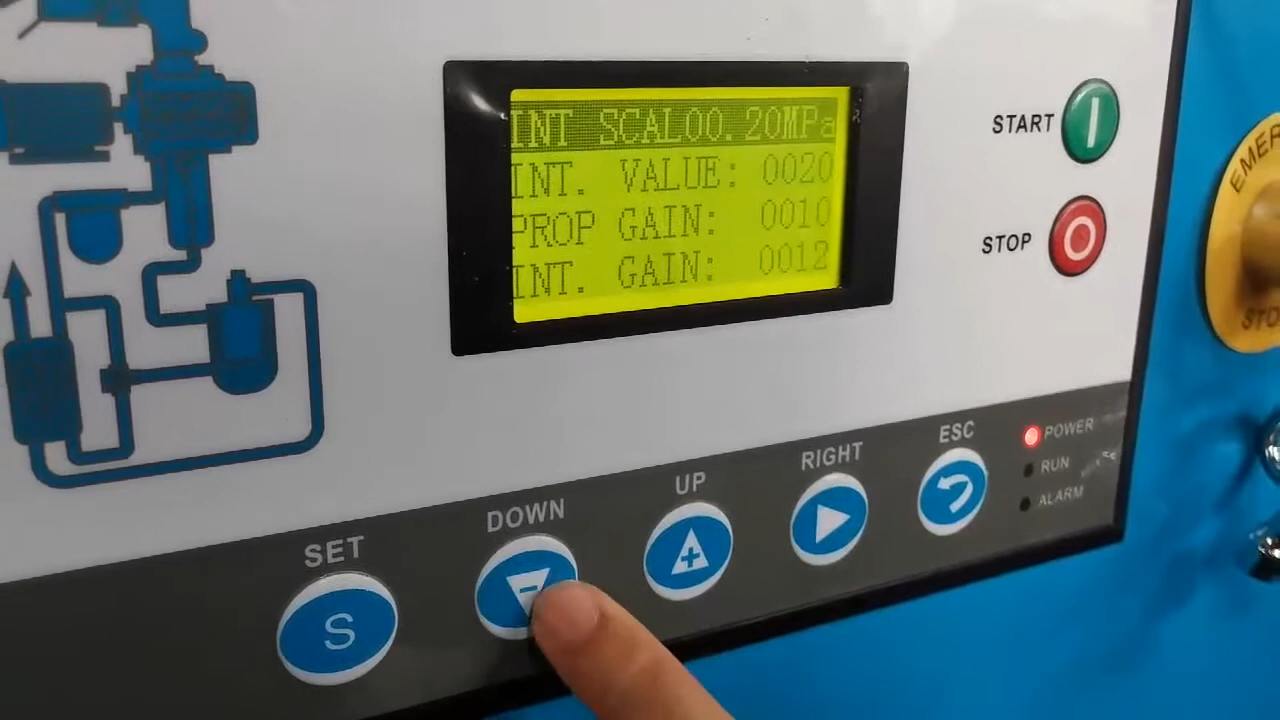 INT SCAL00.20MPa
INT. VALUE: 0020
PROP GAIN: 0010
INT. GAIN: 0012
START
STOP
SET
S
DOWN
UP
RIGHT
ESC
POWER
RUN
ALARM